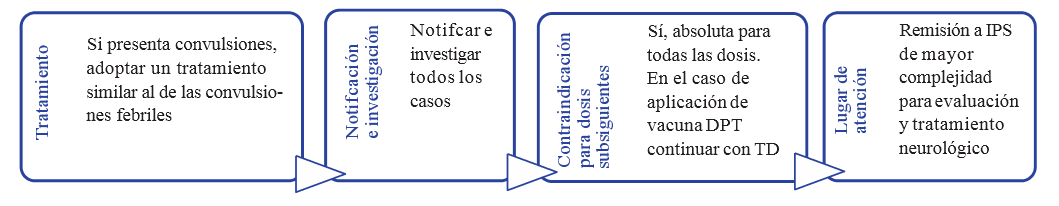 Tratamiento
Si presenta convulsiones,
adoptar un tratamiento
similar al de las convulsio-
nes febriles
Notifcación
e investigación
Notifcar e
investigar
todos los
casos
Contraindicación
para dosis
subsiguientes
Sí, absoluta para
todas las dosis.
En el caso de
aplicación de
vacuna DPT
continuar con TD
Lugar de
atención
Remisión a IPS
de mayor
complejidad
para evaluación
y tratamiento
neurológico